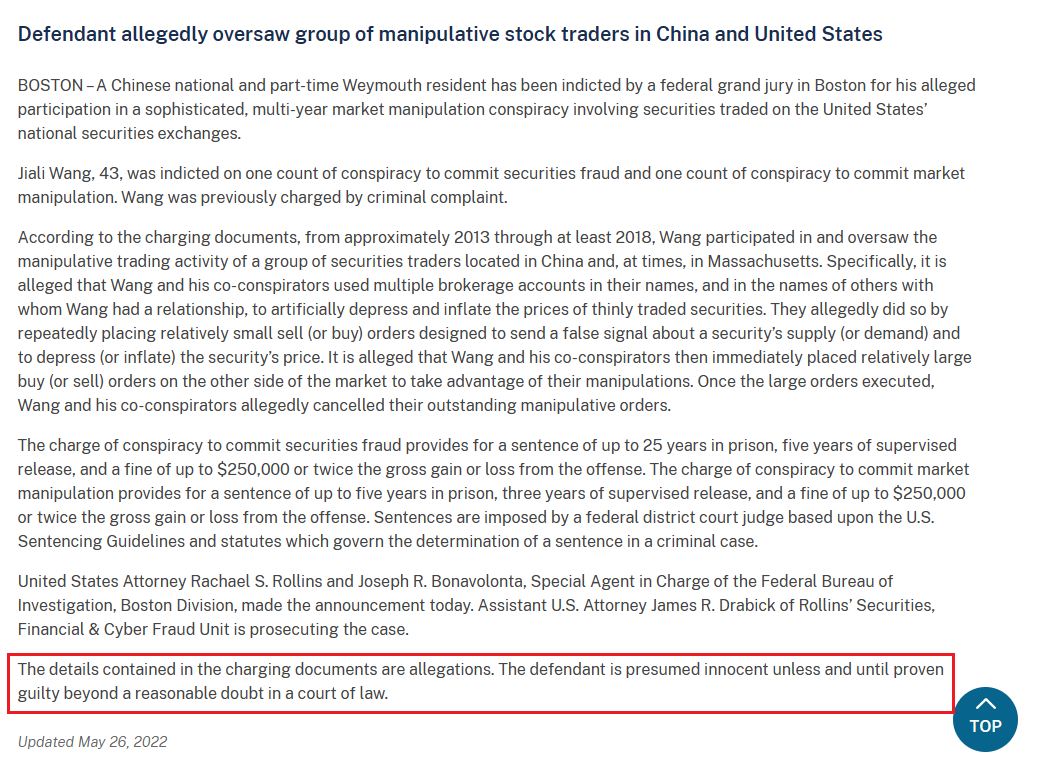 Defendant allegedly oversaw group of manipulative stock traders in China and United States
BOSTON – A Chinese national and part-time Weymouth resident has been indicted by a federal grand jury in Boston for his alleged
participation in a sophisticated, multi-year market manipulation conspiracy involving securities traded on the United States’
national securities exchanges.
Jiali Wang, 43, was indicted on one count of conspiracy to commit securities fraud and one count of conspiracy to commit market
manipulation. Wang was previously charged by criminal complaint.
According to the charging documents, from approximately 2013 through at least 2018, Wang participated in and oversaw the
manipulative trading activity of a group of securities traders located in China and, at times, in Massachusetts. Specifically, it is
alleged that Wang and his co-conspirators used multiple brokerage accounts in their names, and in the names of others with
whom Wang had a relationship, to artificially depress and inflate the prices of thinly traded securities. They allegedly did so by
repeatedly placing relatively small sell (or buy) orders designed to send a false signal about a security’s supply (or demand) and
to depress (or inflate) the security’s price. It is alleged that Wang and his co-conspirators then immediately placed relatively large
buy (or sell) orders on the other side of the market to take advantage of their manipulations. Once the large orders executed,
Wang and his co-conspirators allegedly cancelled their outstanding manipulative orders.
The charge of conspiracy to commit securities fraud provides for a sentence of up to 25 years in prison, five years of supervised
release, and a fine of up to $250,000 or twice the gross gain or loss from the offense. The charge of conspiracy to commit market
manipulation provides for a sentence of up to five years in prison, three years of supervised release, and a fine of up to $250,000
or twice the gross gain or loss from the offense. Sentences are imposed by a federal district court judge based upon the U.S.
Sentencing Guidelines and statutes which govern the determination of a sentence in a criminal case.
United States Attorney Rachael S. Rollins and Joseph R. Bonavolonta, Special Agent in Charge of the Federal Bureau of
Investigation, Boston Division, made the announcement today. Assistant U.S. Attorney James R. Drabick of Rollins’ Securities,
Financial & Cyber Fraud Unit is prosecuting the case.
The details contained in the charging documents are allegations. The defendant is presumed innocent unless and until proven
guilty beyond a reasonable doubt in a court of law.
TOP
Updated May 26, 2022